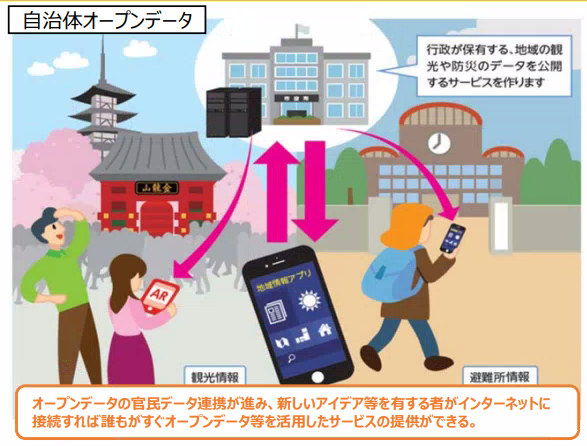 自治体オープンデータ
行政が保有する、地域の観
光や防災のデータを公開
するサービスを作ります
市役所
金龍山
AR
地域情報アプリ
観光情報
避難所情報
オープンデータの官民データ連携が進み、新しいアイデア等を有する者がインターネットに
接続すれば誰もがすぐオープンデータ等を活用したサービスの提供ができる。